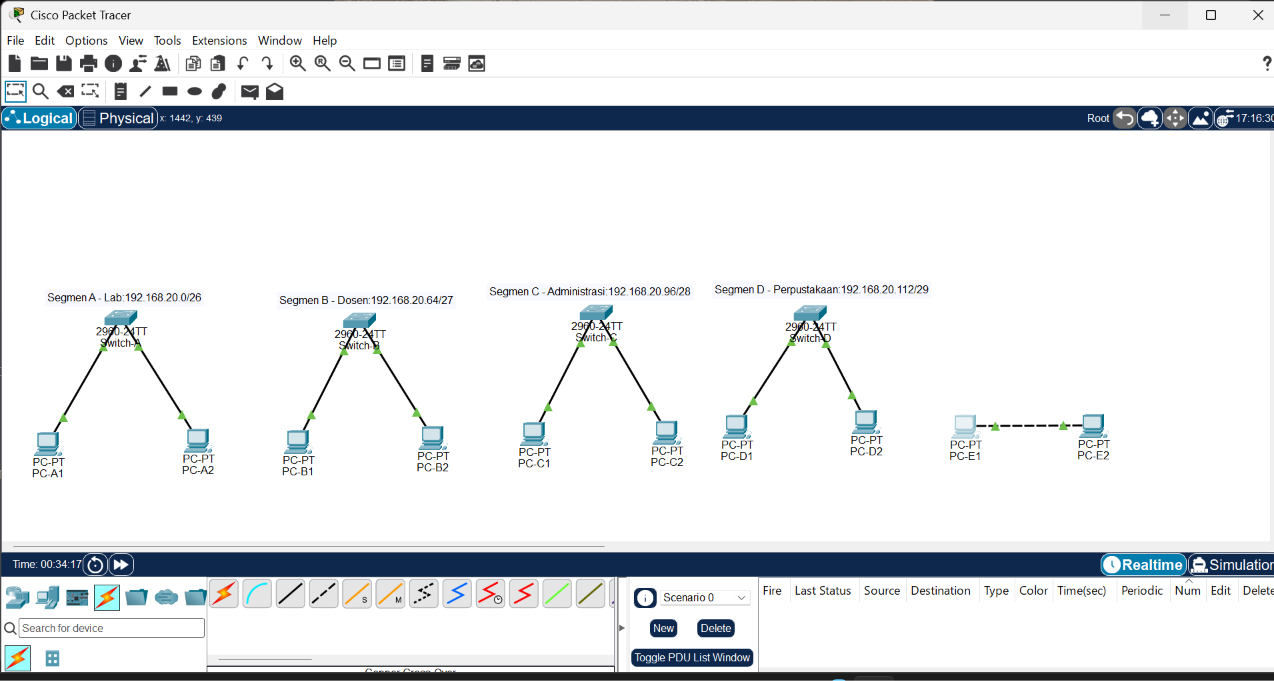 Cisco Packet Tracer
File Edit Options View Tools Extensions Window Help
?
Logical Physical x: 1442, y: 439 Root 17:16:30
Segmen A - Lab:192.168.20.0/26
Segmen B - Dosen:192.168.20.64/27
Segmen C - Administrasi:192.168.20.96/28
Segmen D - Perpustakaan:192.168.20.112/29
2960-24TT
Switch-A
2960-24TT
Switch-B
2960-24TT
Switch-C
2960-24TT
Switch-D
PC-PT
PC-A1
PC-PT
PC-A2
PC-PT
PC-B1
PC-PT
PC-B2
PC-PT
PC-C1
PC-PT
PC-C2
PC-PT
PC-D1
PC-PT
PC-D2
PC-PT
PC-E1
PC-PT
PC-E2
Time: 00:34:17 Realtime Simulation
S M
Search for device
Scenario 0
New Delete
Toggle PDU List Window
Fire Last Status Source Destination Type Color Time(sec) Periodic Num Edit Delete
Copper Cross-Over